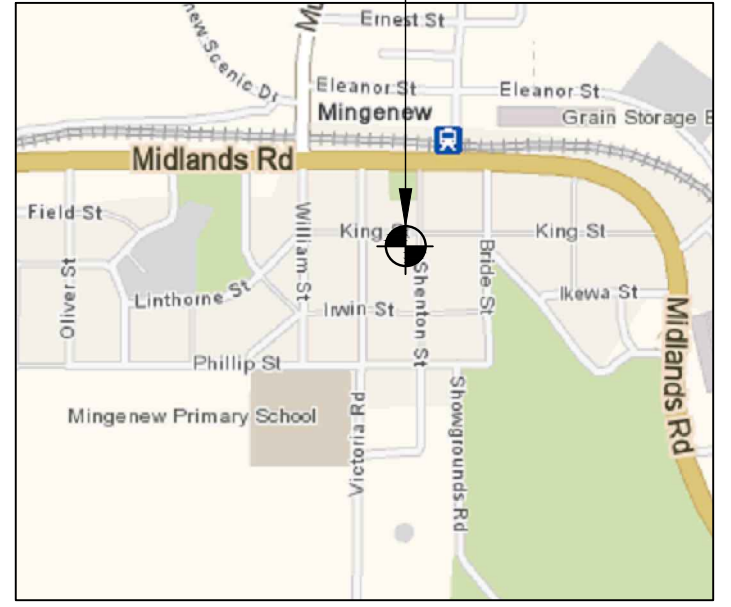 Ernest St
Mu
new Scenic Dr
Eleanor St
Eleanor St
Mingenew
Grain Storage
Midlands Rd
Field St
William St
King
King St
Bride St
Oliver St
Shenton St
Linthorne St
Irwin St
Ikewa St
Midlands Rd
Phillip St
Mingenew Primary School
Victoria Rd
Showgrounds Rd